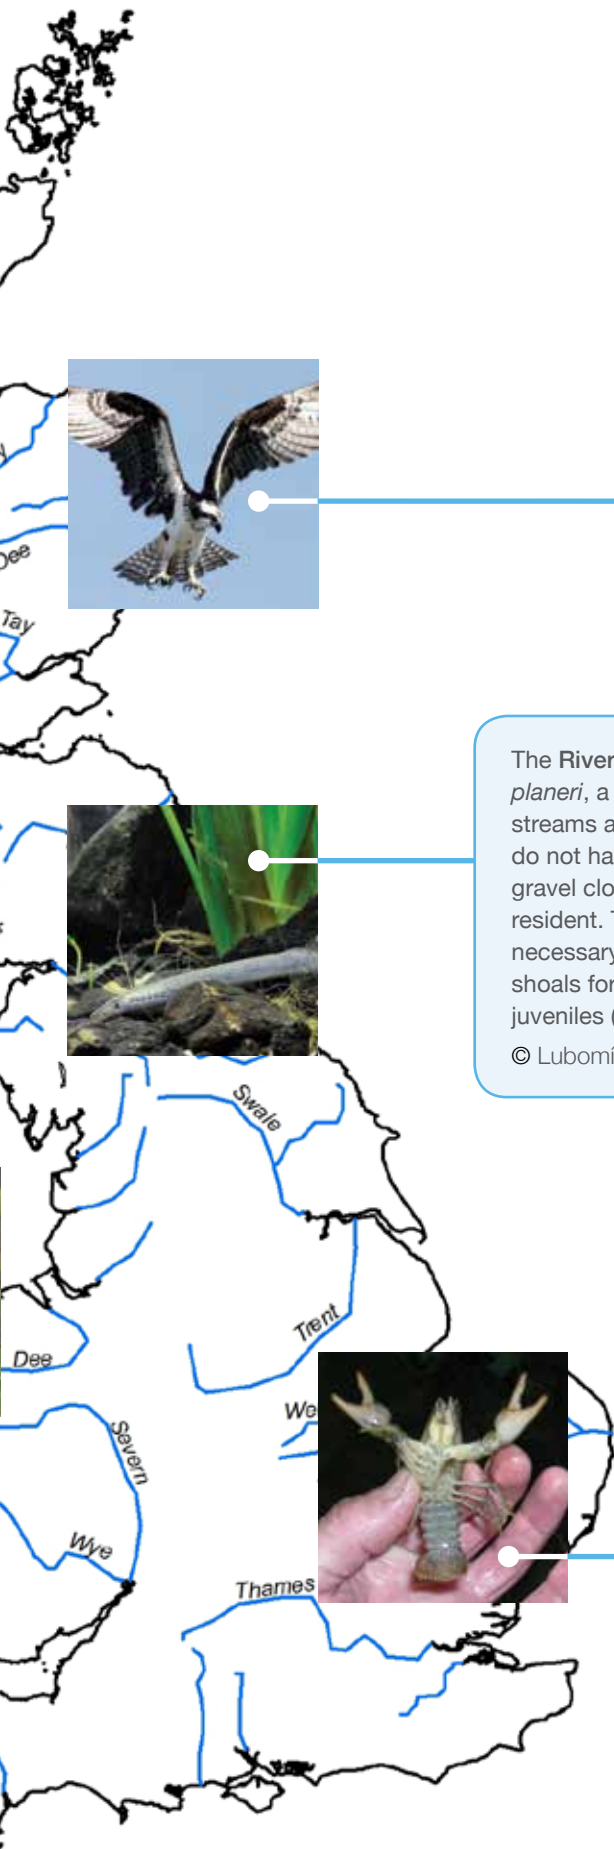 Dee
Tay
The River
planeri, a
streams a
do not ha
gravel clo
resident. T
necessary
shoals for
juveniles (
© Lubomí
Swale
Trent
Dee
We
Severn
Wye
Thames